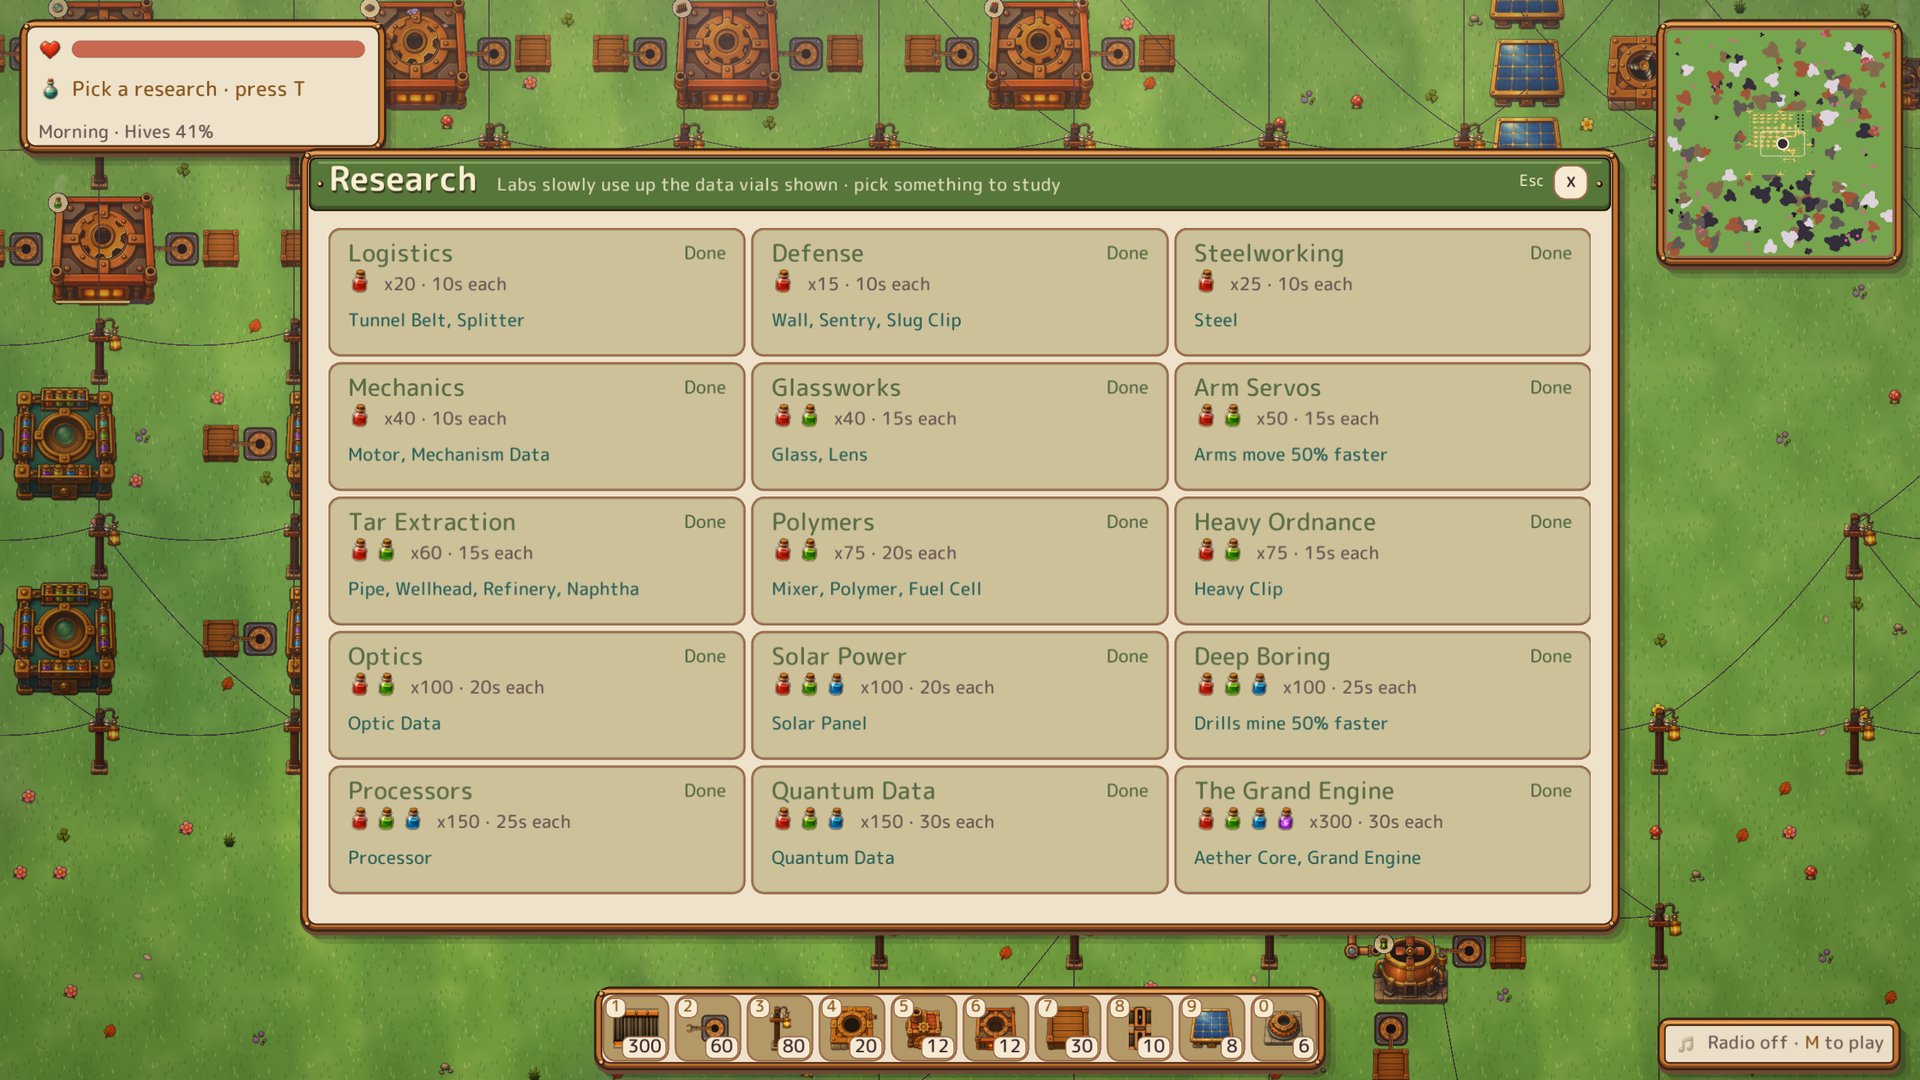 Pick a research · press T
Morning · Hives 41%
Research
Labs slowly use up the data vials shown · pick something to study
Esc X
Logistics Done
x20 · 10s each
Tunnel Belt, Splitter
Defense Done
x15 · 10s each
Wall, Sentry, Slug Clip
Steelworking Done
x25 · 10s each
Steel
Mechanics Done
x40 · 10s each
Motor, Mechanism Data
Glassworks Done
x40 · 15s each
Glass, Lens
Arm Servos Done
x50 · 15s each
Arms move 50% faster
Tar Extraction Done
x60 · 15s each
Pipe, Wellhead, Refinery, Naphtha
Polymers Done
x75 · 20s each
Mixer, Polymer, Fuel Cell
Heavy Ordnance Done
x75 · 15s each
Heavy Clip
Optics Done
x100 · 20s each
Optic Data
Solar Power Done
x100 · 20s each
Solar Panel
Deep Boring Done
x100 · 25s each
Drills mine 50% faster
Processors Done
x150 · 25s each
Processor
Quantum Data Done
x150 · 30s each
Quantum Data
The Grand Engine Done
x300 · 30s each
Aether Core, Grand Engine
1 2 3 4 5 6 7 8 9 0
300 60 80 20 12 12 30 10 8 6
Radio off · M to play